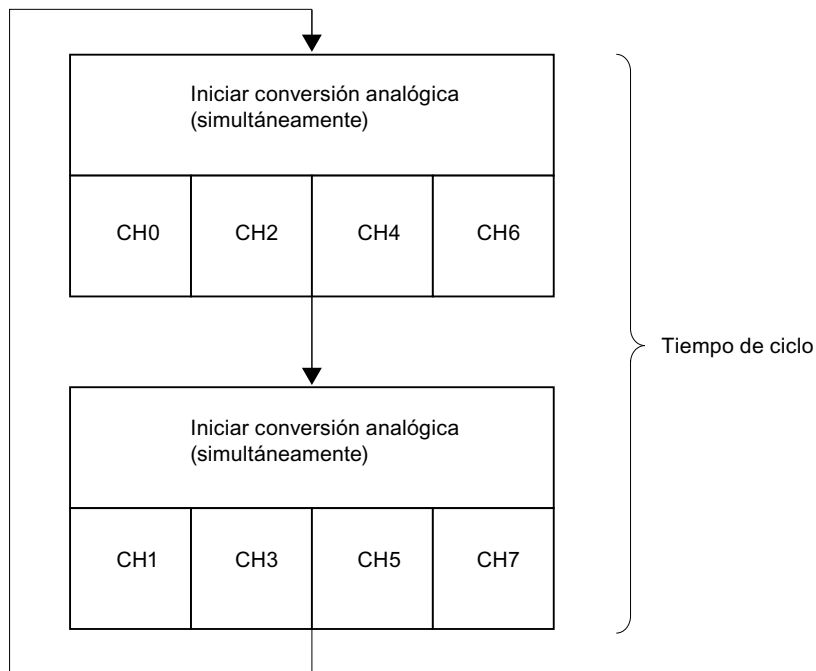 Iniciar conversión analógica
(simultáneamente)
CH0 CH2 CH4 CH6
Tiempo de ciclo
Iniciar conversión analógica
(simultáneamente)
CH1 CH3 CH5 CH7